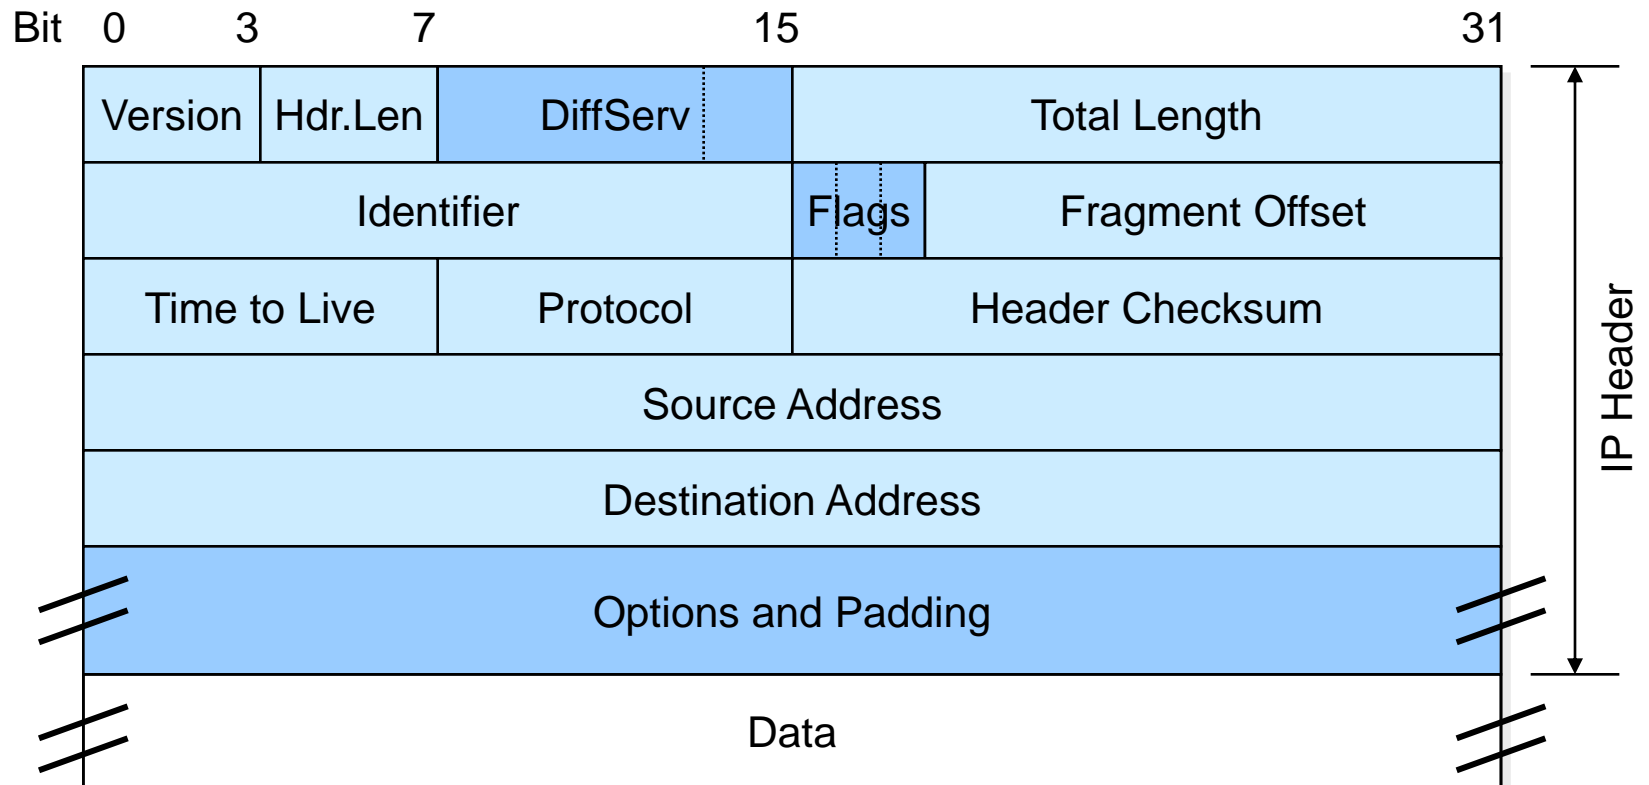 Bit 0 3 7 15 31
Version Hdr.Len DiffServ Total Length
Identifier Flags Fragment Offset
Time to Live Protocol Header Checksum
Source Address
Destination Address
Options and Padding
Data
IP Header